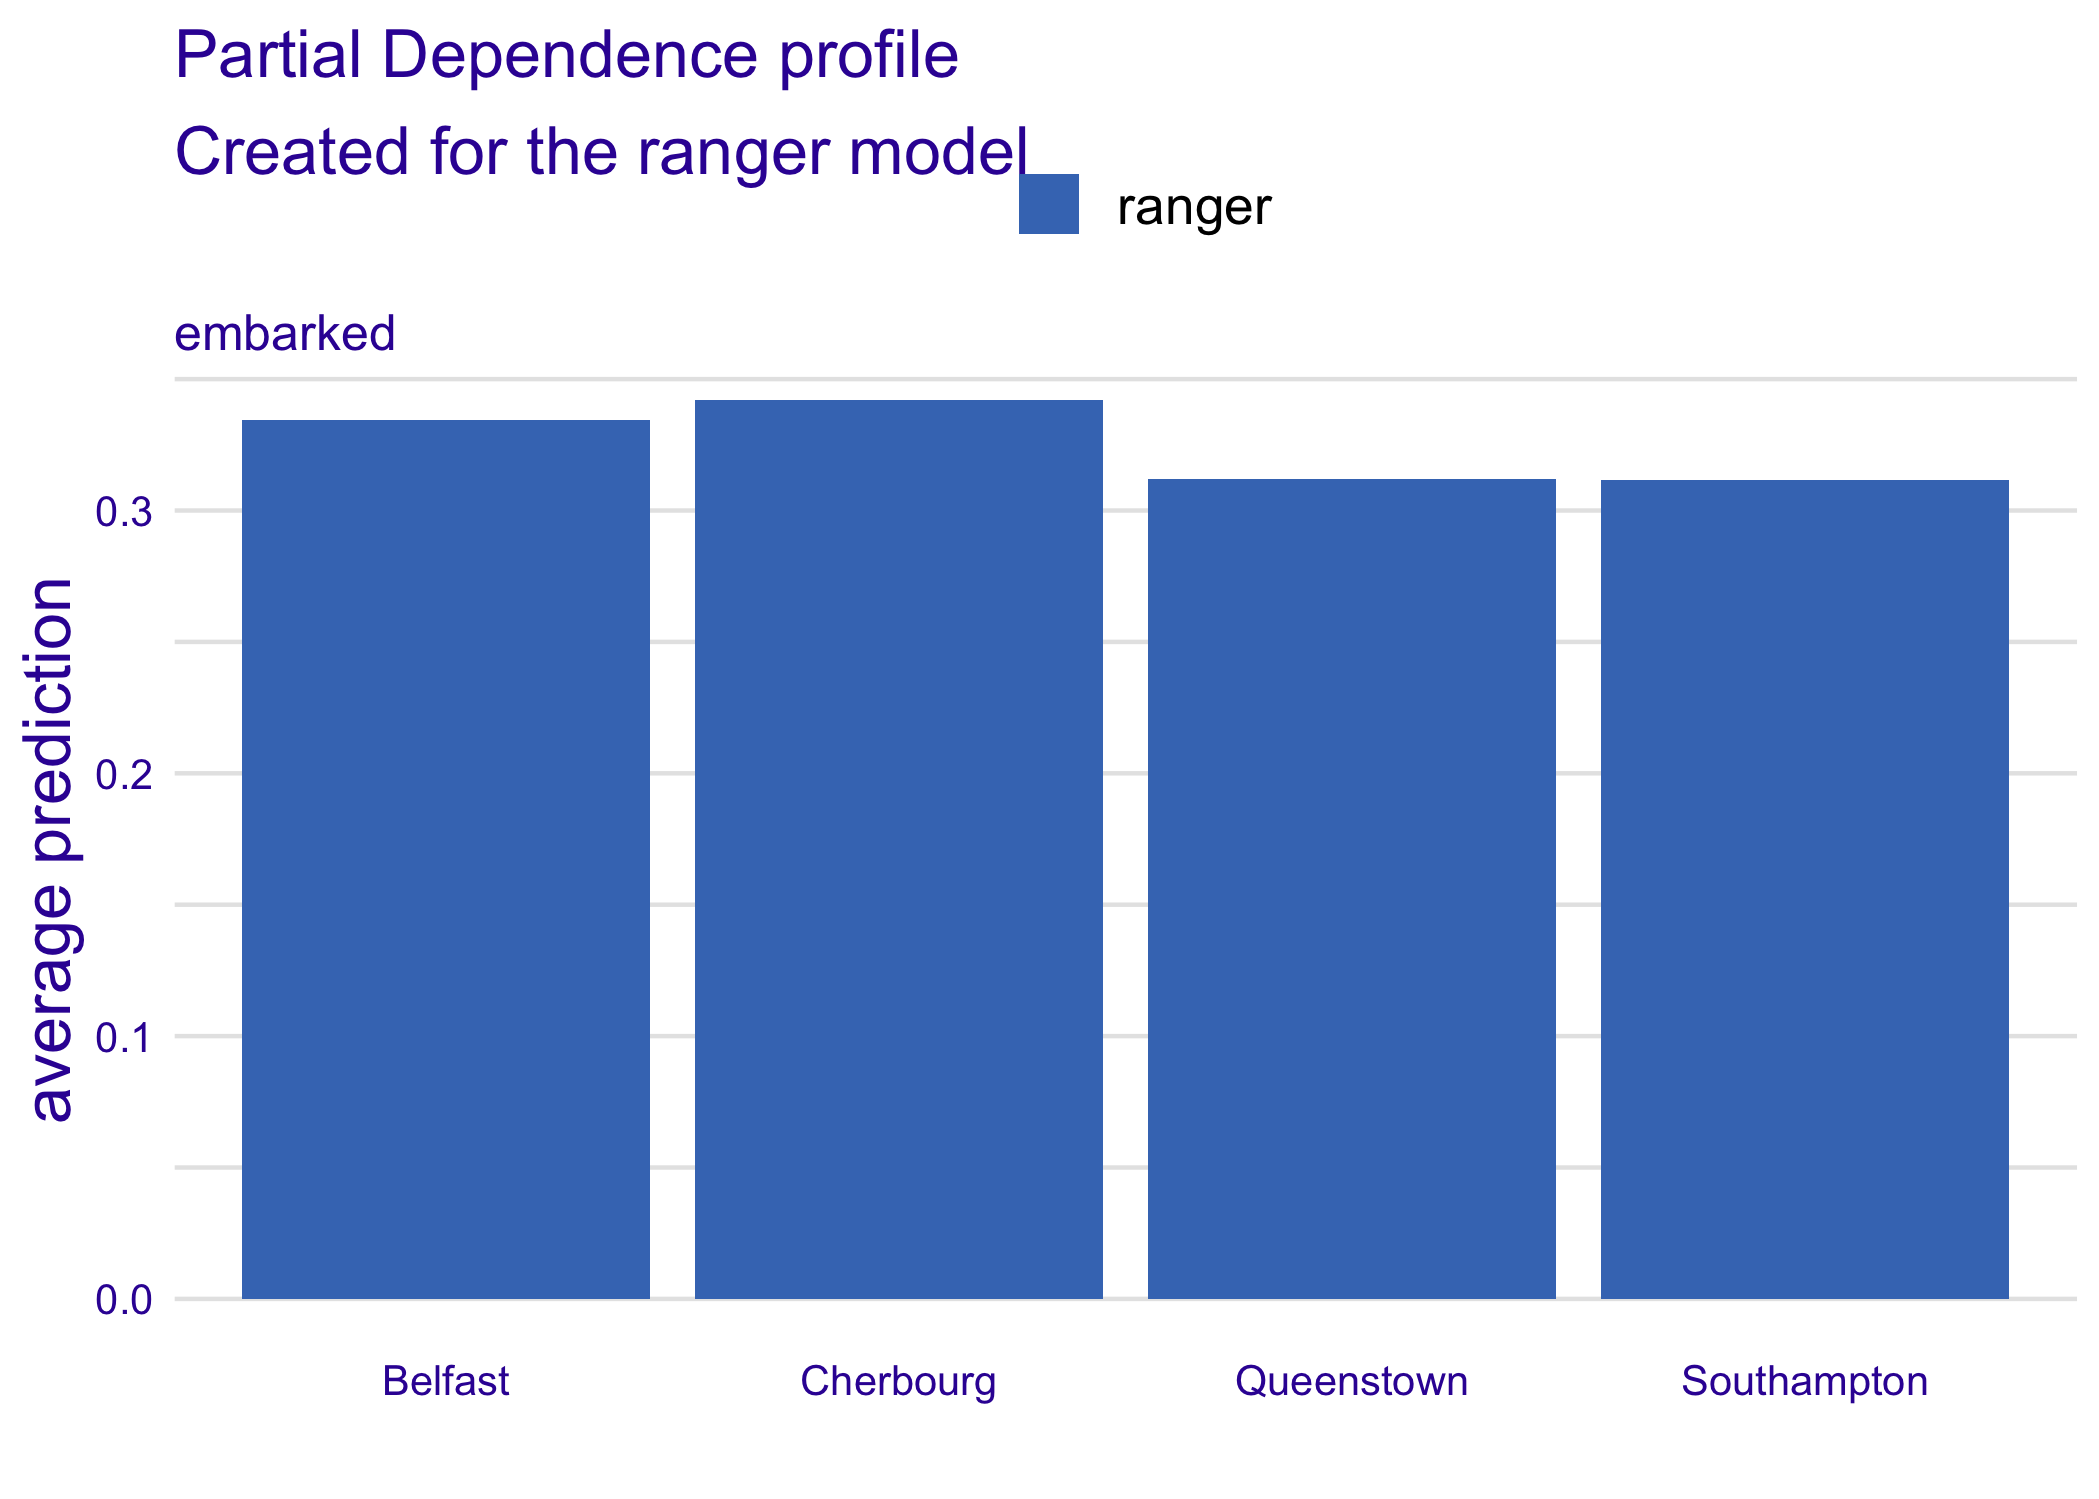 Partial Dependence profile
Created for the ranger model
ranger
embarked
average prediction
0.3
0.2
0.1
0.0
Belfast Cherbourg Queenstown Southampton